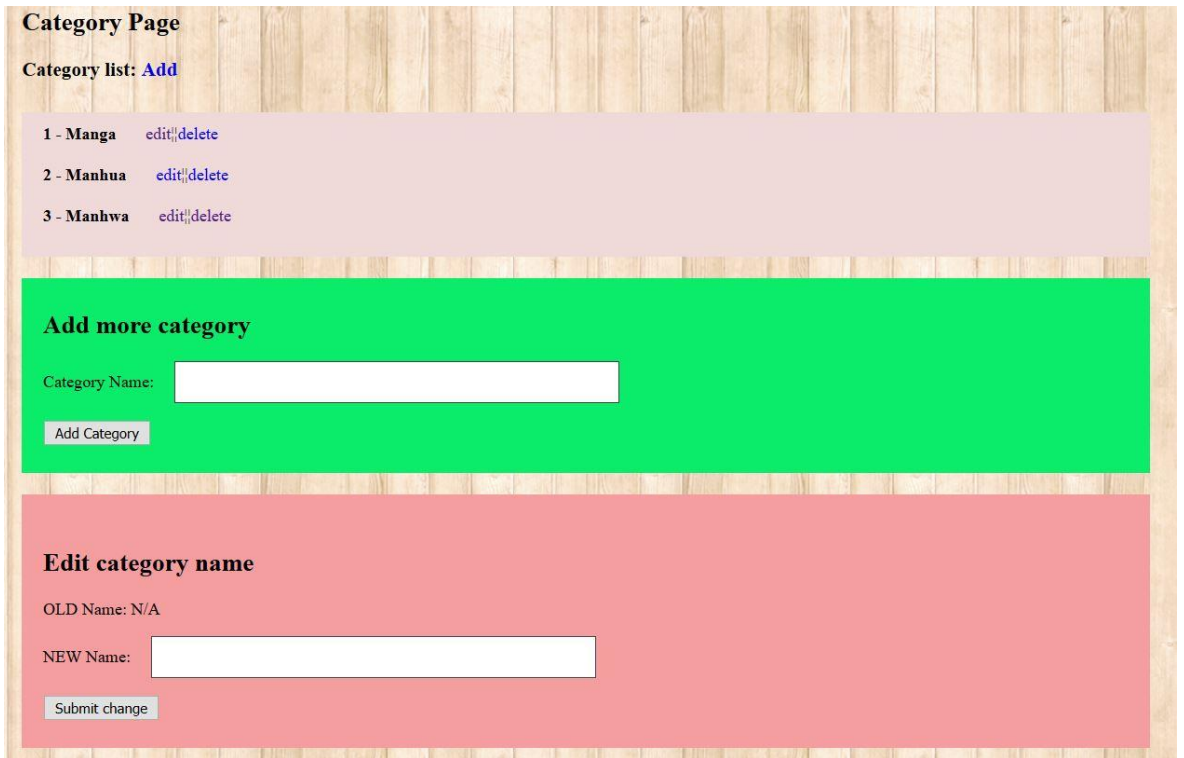 Category Page
Category list: Add
1 - Manga edit¦¦delete
2 - Manhua edit¦¦delete
3 - Manhwa edit¦¦delete
Add more category
Category Name:
Add Category
Edit category name
OLD Name: N/A
NEW Name:
Submit change